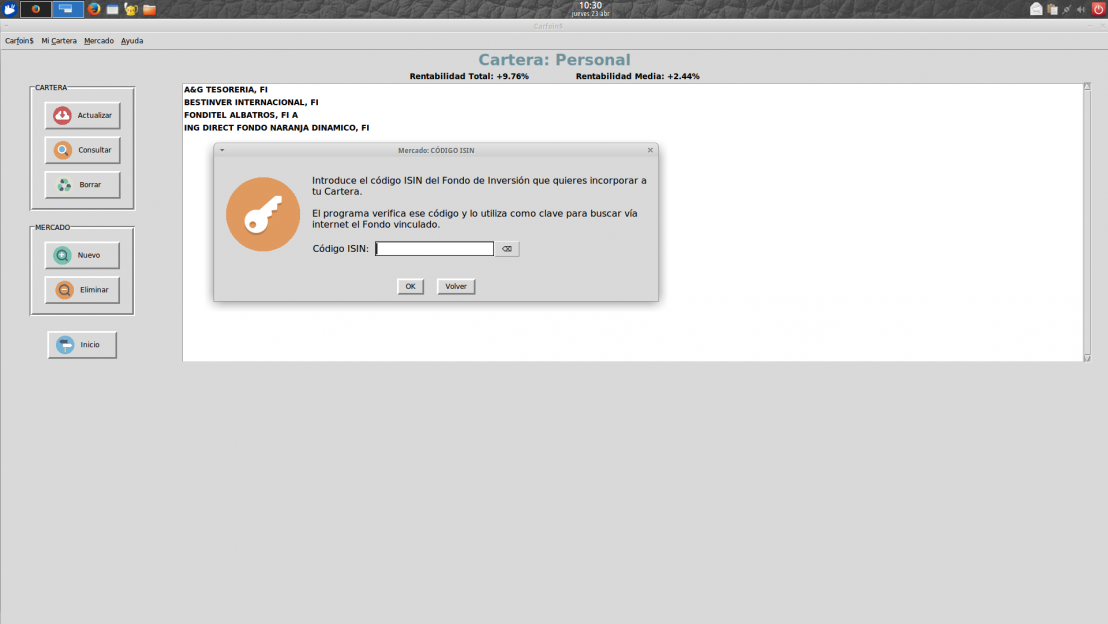 10:30
jueves 23 abr
Carfoin$
Carfoin$ Mi Cartera Mercado Ayuda
Cartera: Personal
Rentabilidad Total: +9.76% Rentabilidad Media: +2.44%
CARTERA
Actualizar
Consultar
Borrar
MERCADO
Nuevo
Eliminar
Inicio
A&G TESORERIA, FI
BESTINVER INTERNACIONAL, FI
FONDITEL ALBATROS, FI A
ING DIRECT FONDO NARANJA DINAMICO, FI
Mercado: CÓDIGO ISIN
Introduce el código ISIN del Fondo de Inversión que quieres incorporar a
tu Cartera.
El programa verifica ese código y lo utiliza como clave para buscar vía
internet el Fondo vinculado.
Código ISIN:
OK Volver